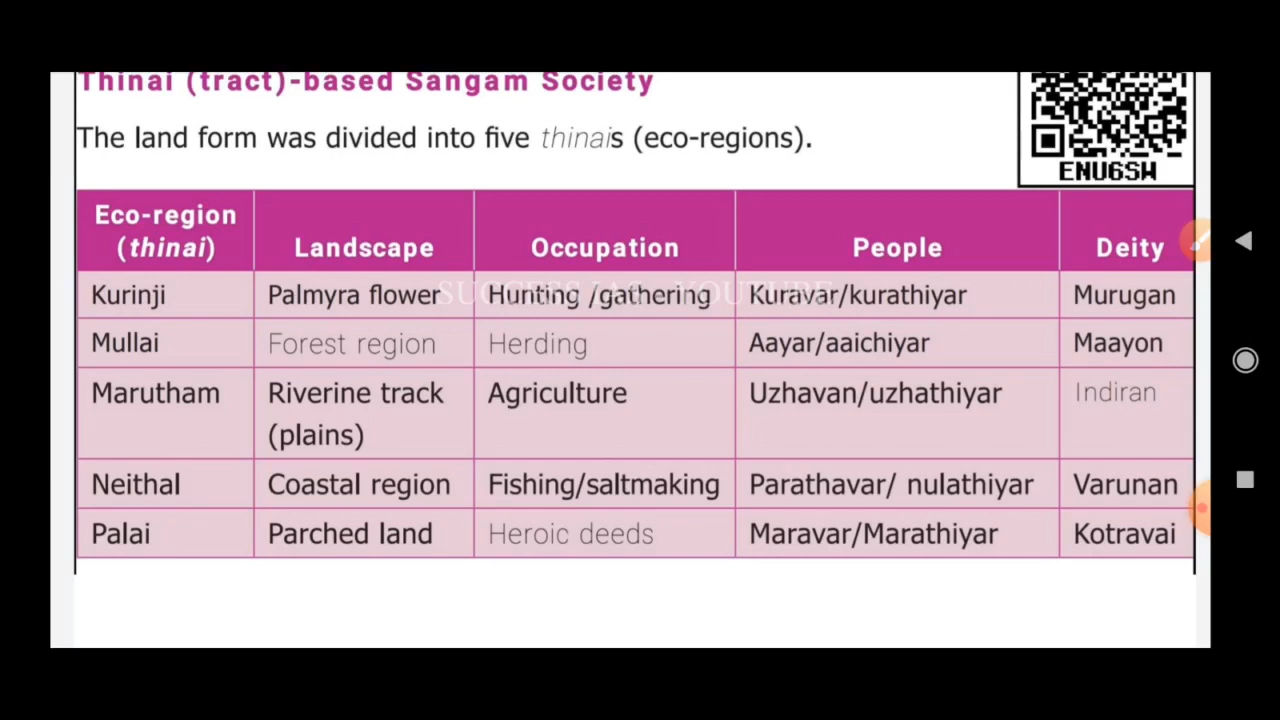 Thinai (tract)-based Sangam Society
The land form was divided into five thinais (eco-regions).
ENU6SW
Eco-region (thinai) Landscape Occupation People Deity
Kurinji Palmyra flower Hunting /gathering Kuravar/kurathiyar Murugan
SUCCESS IAS - YOUTUBE
Mullai Forest region Herding Aayar/aaichiyar Maayon
Marutham Riverine track Agriculture Uzhavan/uzhathiyar Indiran
(plains)
Neithal Coastal region Fishing/saltmaking Parathavar/ nulathiyar Varunan
Palai Parched land Heroic deeds Maravar/Marathiyar Kotravai